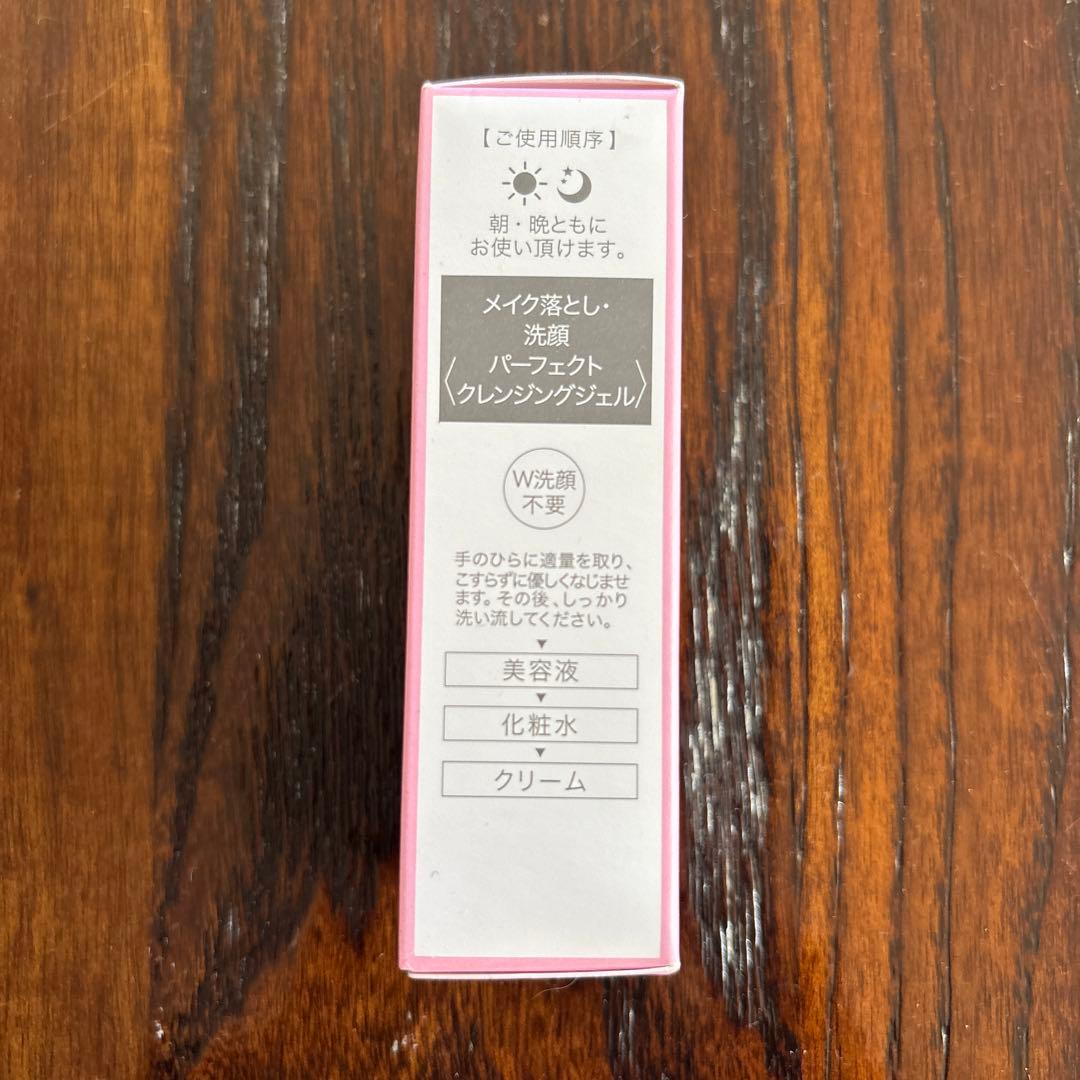 【ご使用順序】
朝・晩ともに
お使い頂けます。
メイク落とし・
洗顔
〈パーフェクト
クレンジングジェル〉
W洗顔
不要
手のひらに適量を取り、
こすらずに優しくなじませ
ます。その後、しっかり
洗い流してください。
▼
美容液
▼
化粧水
▼
クリーム